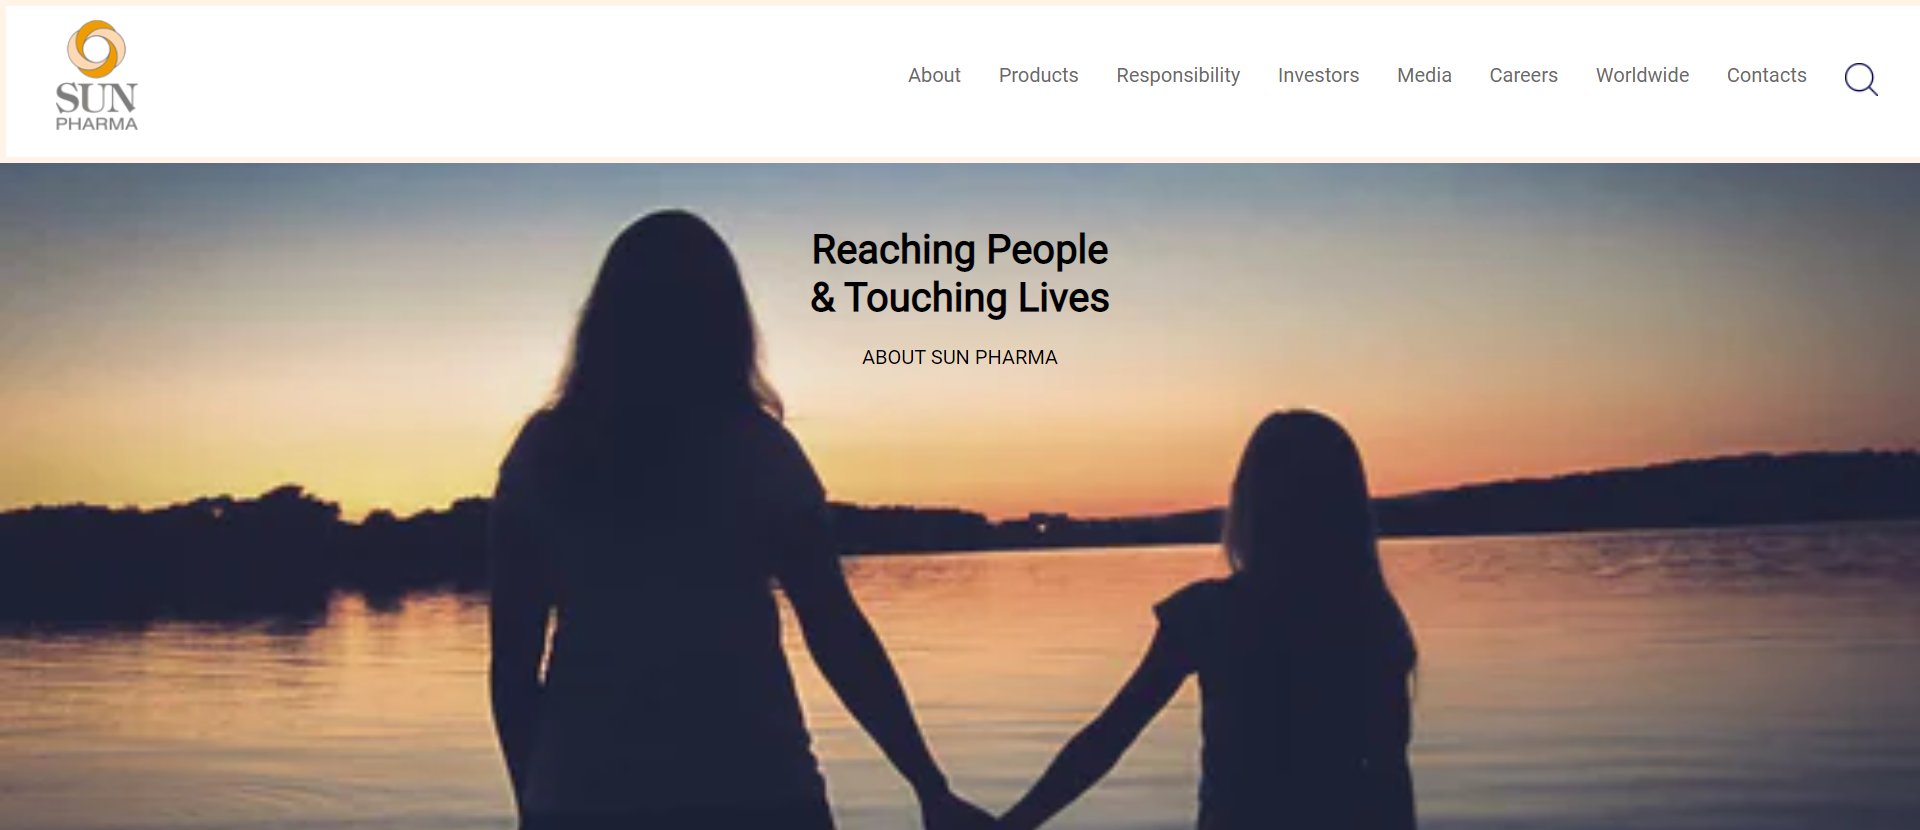 SUN
PHARMA
About
Products
Responsibility
Investors
Media
Careers
Worldwide
Contacts
Reaching People
& Touching Lives
ABOUT SUN PHARMA